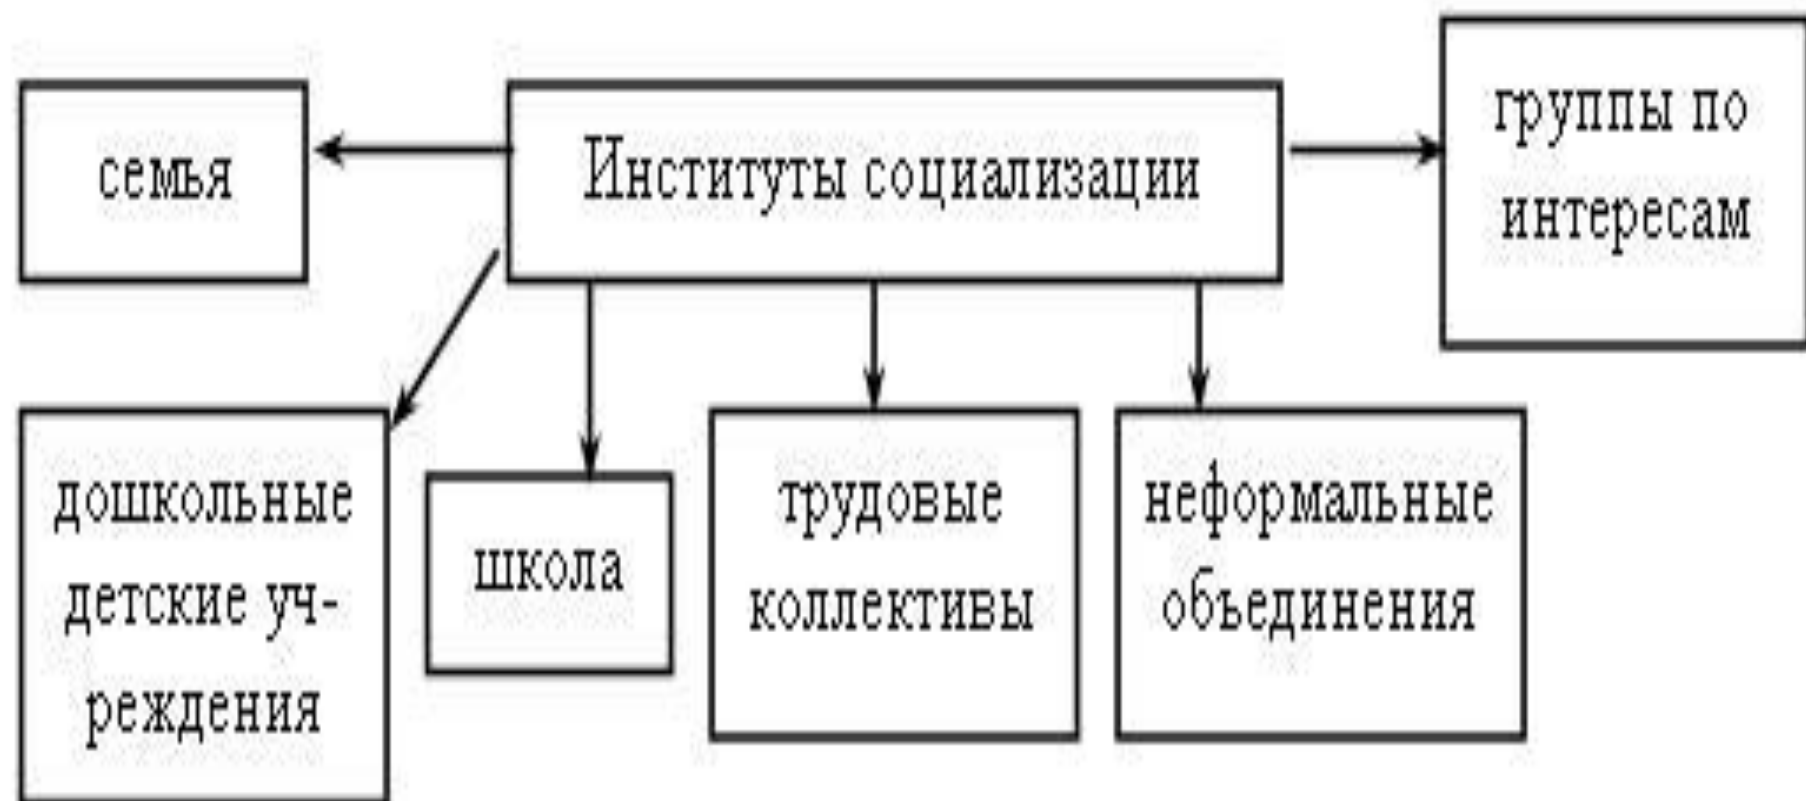 семья
Институты социализации
группы по
интересам
дошкольные
детские уч-
реждения
школа
трудовые
коллективы
неформальные
объединения